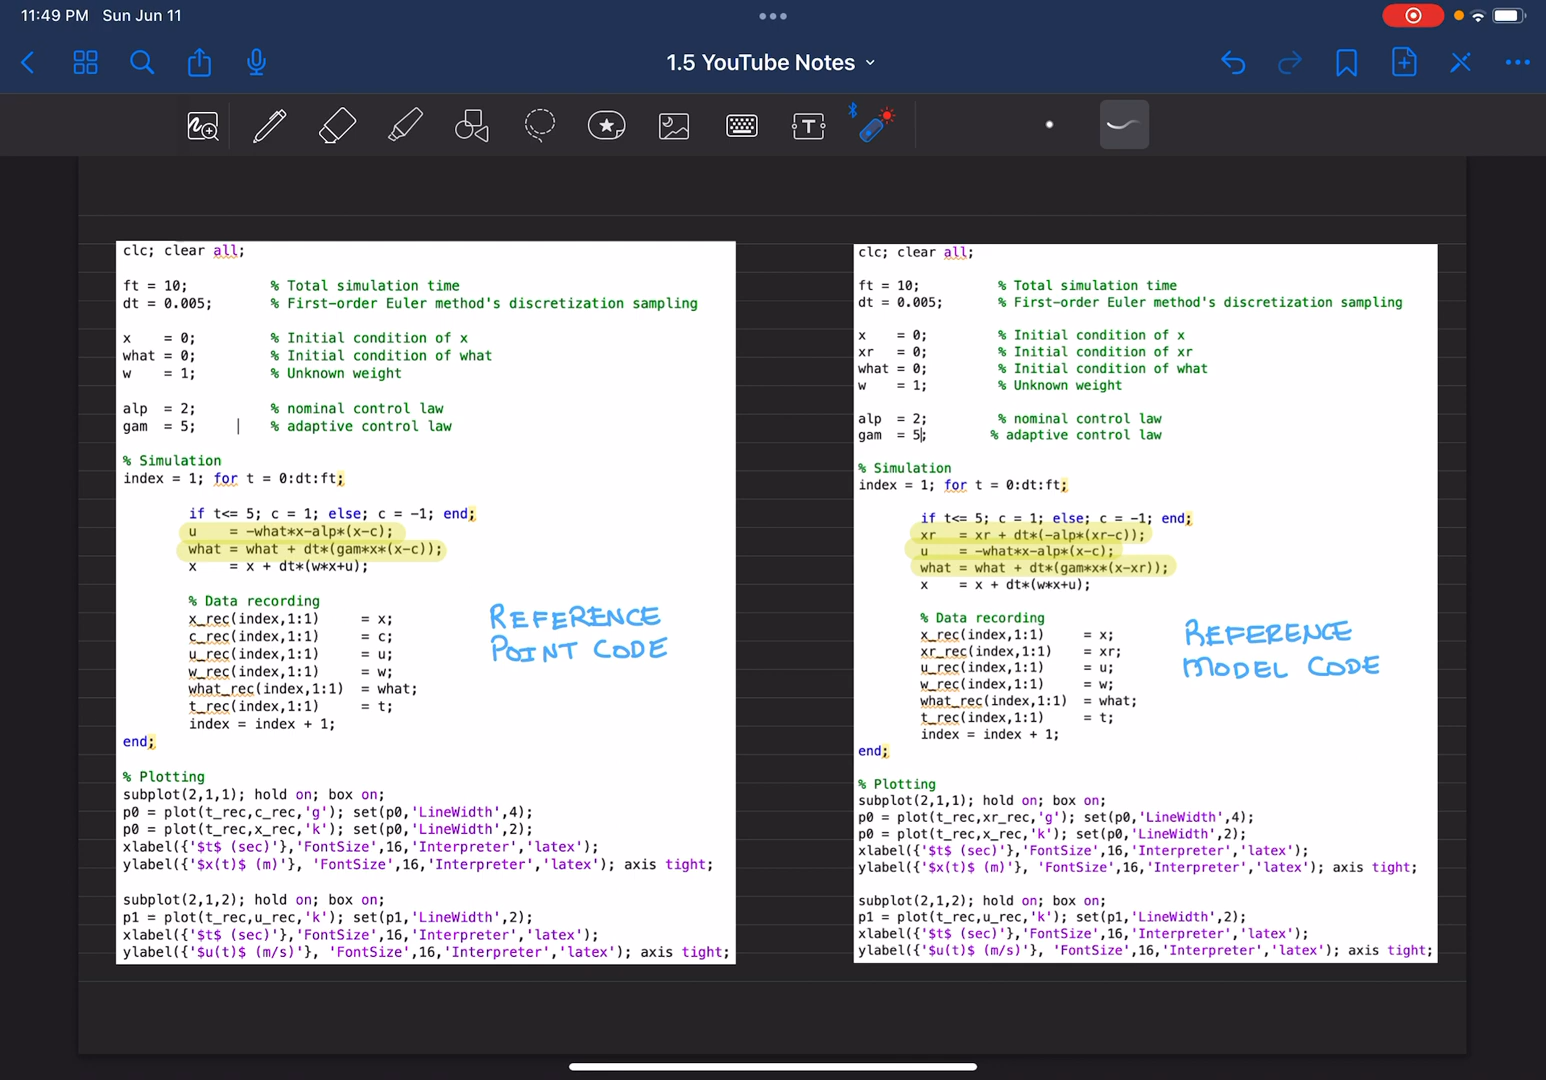 11:49 PM Sun Jun 11
1.5 YouTube Notes
clc; clear all;
ft = 10; % Total simulation time
dt = 0.005; % First-order Euler method's discretization sampling
x = 0; % Initial condition of x
what = 0; % Initial condition of what
w = 1; % Unknown weight
alp = 2; % nominal control law
gam = 5; % adaptive control law
% Simulation
index = 1; for t = 0:dt:ft;
if t<= 5; c = 1; else; c = -1; end;
u = -what*x-alp*(x-c);
what = what + dt*(gam*x*(x-c));
x = x + dt*(w*x+u);
% Data recording
x_rec(index,1:1) = x;
c_rec(index,1:1) = c;
u_rec(index,1:1) = u;
w_rec(index,1:1) = w;
what_rec(index,1:1) = what;
t_rec(index,1:1) = t;
index = index + 1;
end;
REFERENCE
POINT CODE
% Plotting
subplot(2,1,1); hold on; box on;
p0 = plot(t_rec,c_rec,'g'); set(p0,'LineWidth',4);
p0 = plot(t_rec,x_rec,'k'); set(p0,'LineWidth',2);
xlabel({'$t$ (sec)'},'FontSize',16,'Interpreter','latex');
ylabel({'$x(t)$ (m)'}, 'FontSize',16,'Interpreter','latex'); axis tight;
subplot(2,1,2); hold on; box on;
p1 = plot(t_rec,u_rec,'k'); set(p1,'LineWidth',2);
xlabel({'$t$ (sec)'},'FontSize',16,'Interpreter','latex');
ylabel({'$u(t)$ (m/s)'}, 'FontSize',16,'Interpreter','latex'); axis tight;
clc; clear all;
ft = 10; % Total simulation time
dt = 0.005; % First-order Euler method's discretization sampling
x = 0; % Initial condition of x
xr = 0; % Initial condition of xr
what = 0; % Initial condition of what
w = 1; % Unknown weight
alp = 2; % nominal control law
gam = 5; % adaptive control law
% Simulation
index = 1; for t = 0:dt:ft;
if t<= 5; c = 1; else; c = -1; end;
xr = xr + dt*(-alp*(xr-c));
u = -what*x-alp*(x-c);
what = what + dt*(gam*x*(x-xr));
x = x + dt*(w*x+u);
% Data recording
x_rec(index,1:1) = x;
xr_rec(index,1:1) = xr;
u_rec(index,1:1) = u;
w_rec(index,1:1) = w;
what_rec(index,1:1) = what;
t_rec(index,1:1) = t;
index = index + 1;
end;
REFERENCE
MODEL CODE
% Plotting
subplot(2,1,1); hold on; box on;
p0 = plot(t_rec,xr_rec,'g'); set(p0,'LineWidth',4);
p0 = plot(t_rec,x_rec,'k'); set(p0,'LineWidth',2);
xlabel({'$t$ (sec)'},'FontSize',16,'Interpreter','latex');
ylabel({'$x(t)$ (m)'}, 'FontSize',16,'Interpreter','latex'); axis tight;
subplot(2,1,2); hold on; box on;
p1 = plot(t_rec,u_rec,'k'); set(p1,'LineWidth',2);
xlabel({'$t$ (sec)'},'FontSize',16,'Interpreter','latex');
ylabel({'$u(t)$ (m/s)'}, 'FontSize',16,'Interpreter','latex'); axis tight;